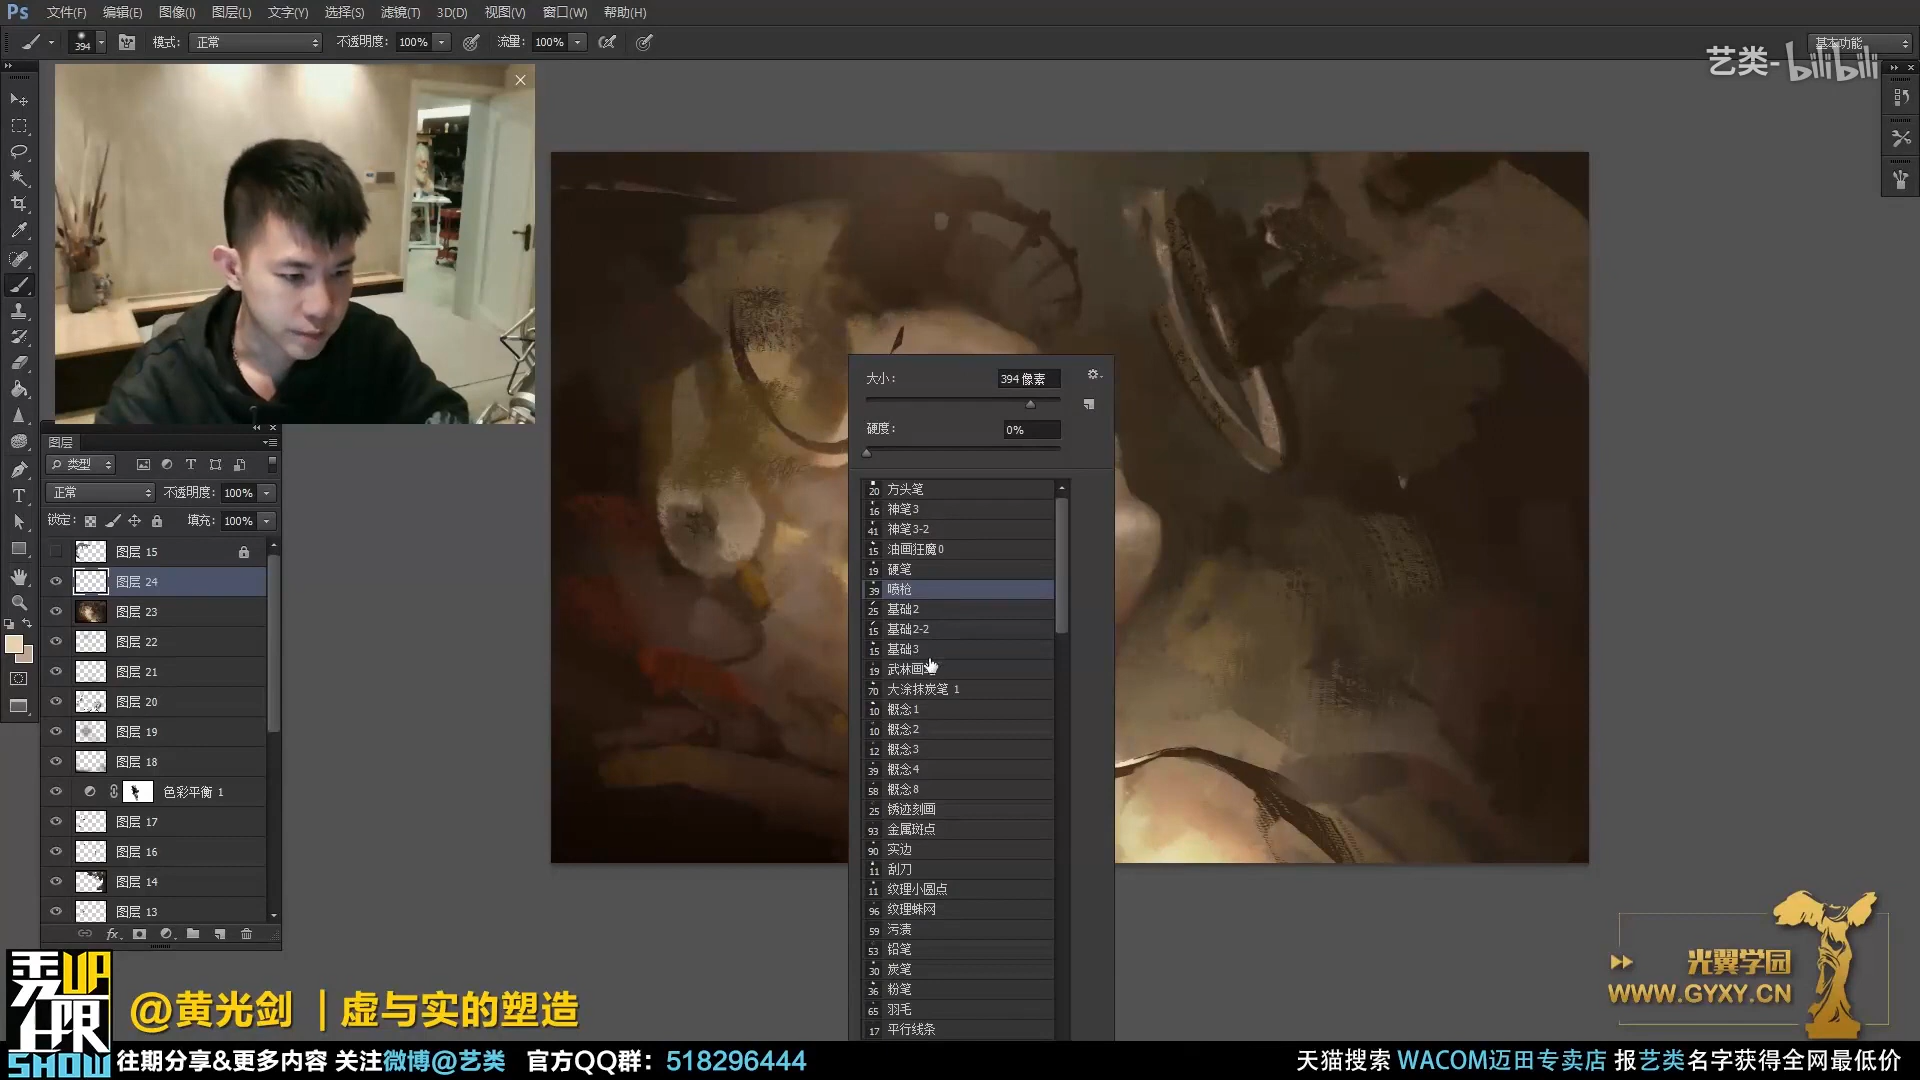 Ps 文件(F) 编辑(E) 图像(I) 图层(L) 文字(Y) 选择(S) 滤镜(T) 3D(D) 视图(V) 窗口(W) 帮助(H)
394 模式: 正常 不透明度: 100% 流量: 100% 基本功能
艺类-bilibili
大小: 394 像素
硬度: 0%
20 方头笔
16 神笔3
41 神笔3-2
15 油画狂魔0
19 硬笔
39 喷枪
25 基础2
15 基础2-2
15 基础3
19 武林画
70 大涂抹炭笔 1
10 概念1
10 概念2
12 概念3
39 概念4
58 概念8
25 锈迹刻画
93 金属斑点
90 实边
11 刮刀
11 纹理小圆点
96 纹理蛛网
59 污渍
53 铅笔
30 炭笔
36 粉笔
65 羽毛
17 平行线条
图层
类型
正常 不透明度: 100%
锁定: 填充: 100%
图层 15
图层 24
图层 23
图层 22
图层 21
图层 20
图层 19
图层 18
色彩平衡 1
图层 17
图层 16
图层 14
图层 13
fx
光翼学园
WWW.GYXY.CN
秀UP
SHOW
@黄光剑 | 虚与实的塑造
往期分享&更多内容 关注微博@艺类 官方QQ群: 518296444
天猫搜索 WACOM迈田专卖店 报艺类名字获得全网最低价